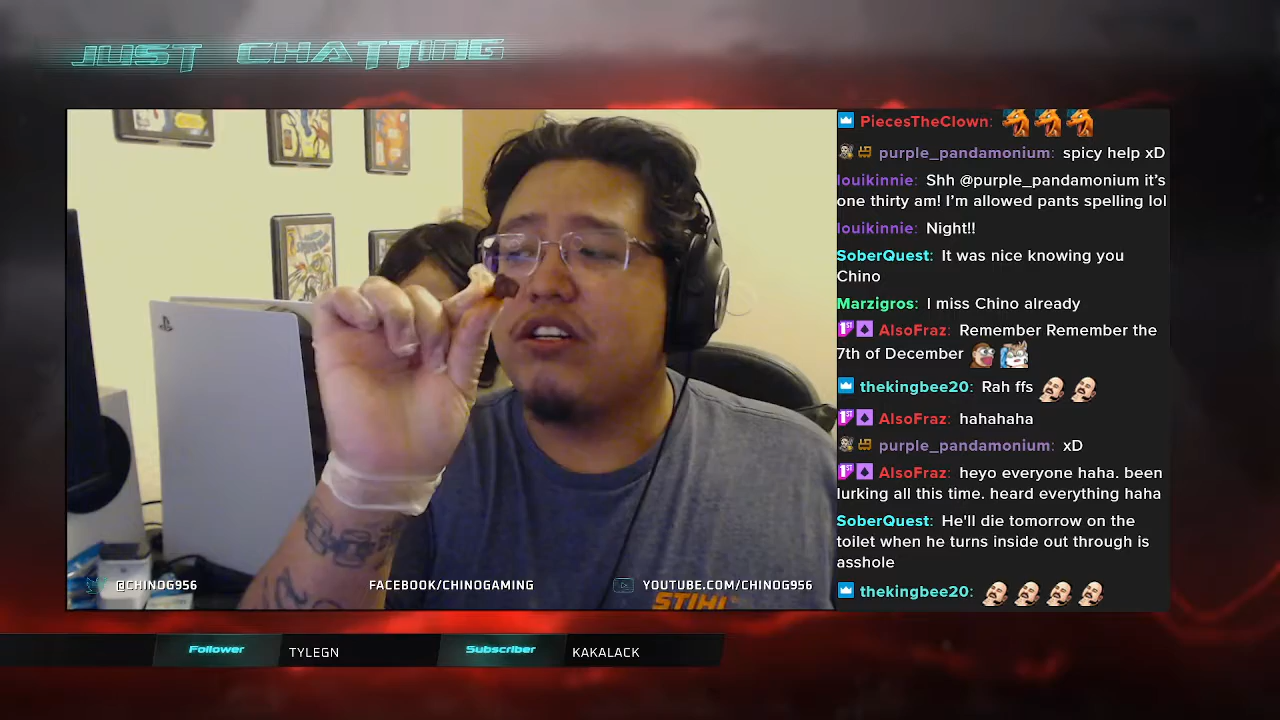 JUST CHATTING
PiecesTheClown:
purple_pandamonium: spicy help xD
louikinnie: Shh @purple_pandamonium it's
one thirty am! I'm allowed pants spelling lol
louikinnie: Night!!
SoberQuest: It was nice knowing you
Chino
Marzigros: I miss Chino already
1ST AlsoFraz: Remember Remember the
7th of December
thekingbee20: Rah ffs
1ST AlsoFraz: hahahaha
purple_pandamonium: xD
1ST AlsoFraz: heyo everyone haha. been
lurking all this time. heard everything haha
SoberQuest: He'll die tomorrow on the
toilet when he turns inside out through is
asshole
thekingbee20:
@CHINOG956
FACEBOOK/CHINOGAMING
YOUTUBE.COM/CHINOG956
STIHL
Follower TYLEGN
Subscriber KAKALACK